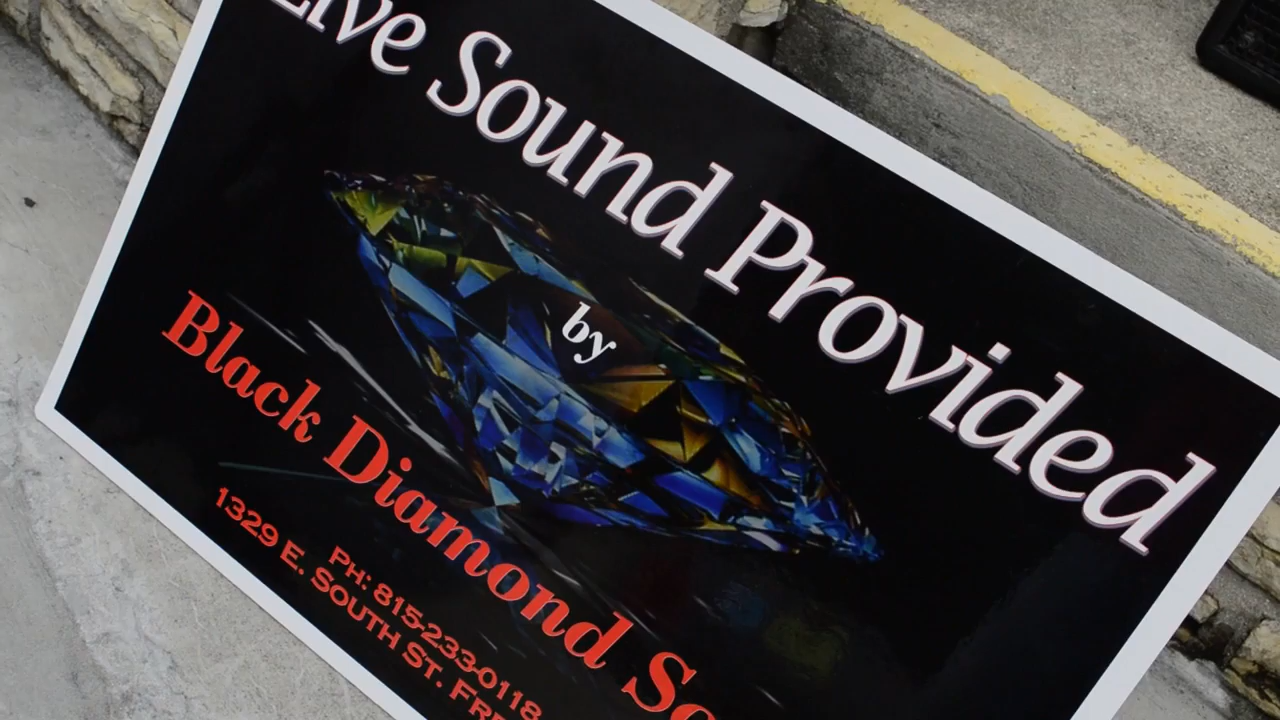 Live Sound Provided
by
Black Diamond So
PH: 815-233-0118
1329 E. SOUTH ST. FRE